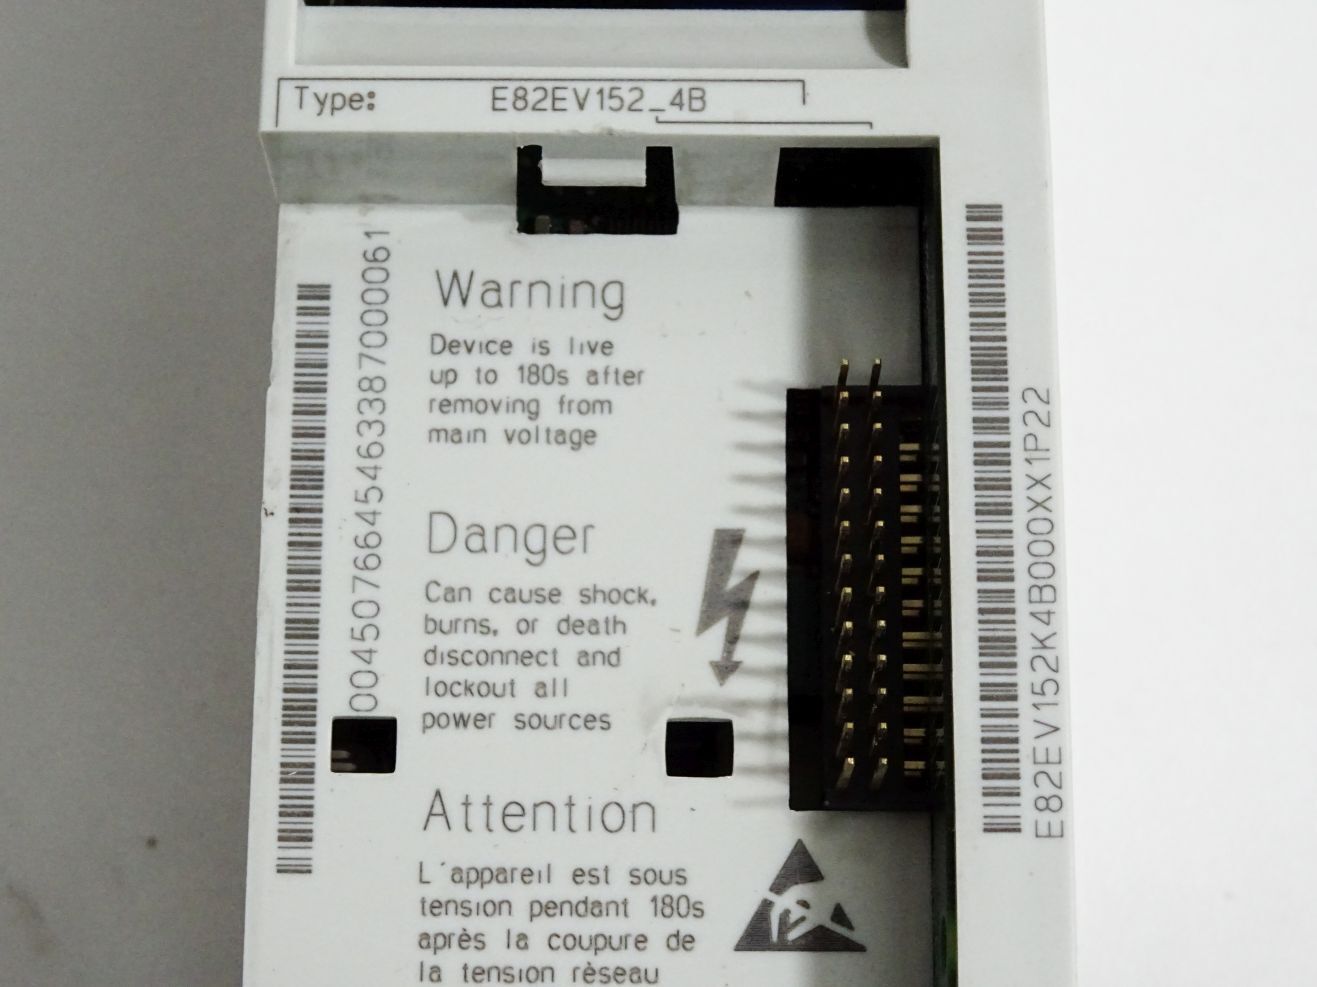 Type: E82EV152_4B
00450766454633387000061
Warning
Device is live
up to 180s after
removing from
main voltage
Danger
Can cause shock,
burns, or death
disconnect and
lockout all
power sources
Attention
L´appareil est sous
tension pendant 180s
après la coupure de
la tension rèseau
E82EV152K4B000XX1P22